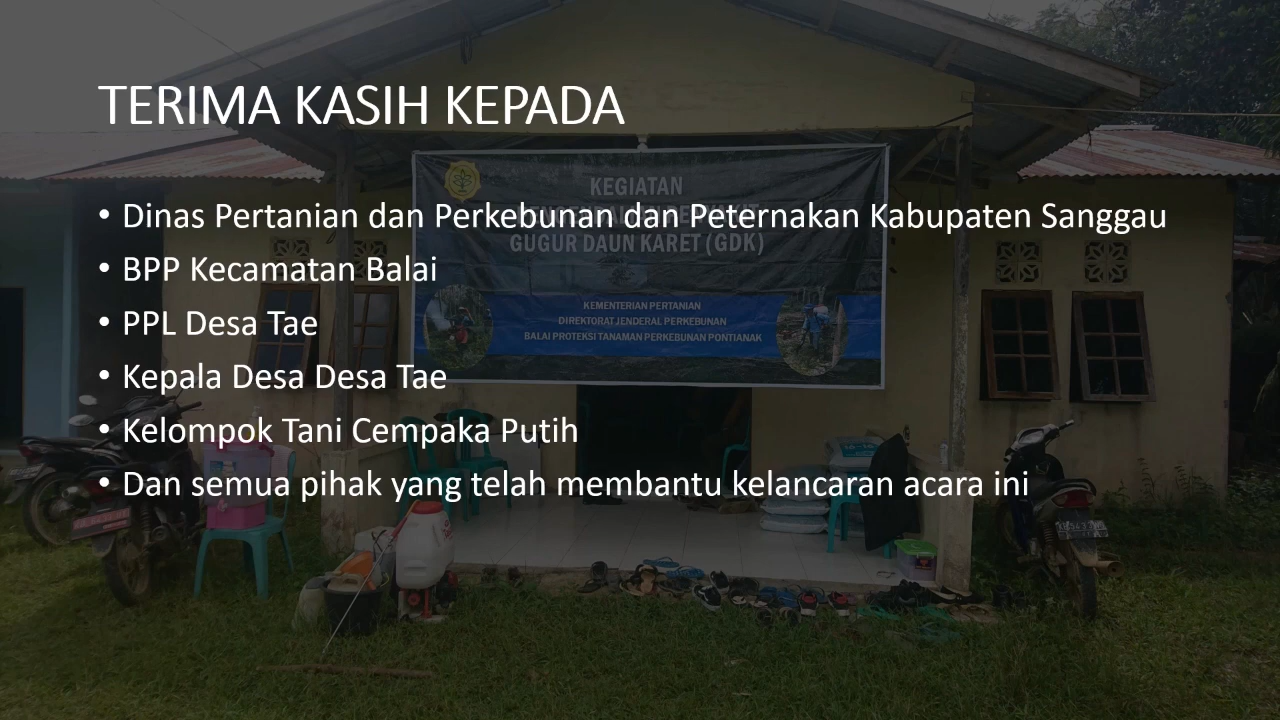 TERIMA KASIH KEPADA
• Dinas Pertanian dan Perkebunan dan Peternakan Kabupaten Sanggau
• BPP Kecamatan Balai
• PPL Desa Tae
• Kepala Desa Desa Tae
• Kelompok Tani Cempaka Putih
• Dan semua pihak yang telah membantu kelancaran acara ini
KEGIATAN
GUGUR DAUN KARET (GDK)
KEMENTERIAN PERTANIAN
DIREKTORAT JENDERAL PERKEBUNAN
BALAI PROTEKSI TANAMAN PERKEBUNAN PONTIANAK